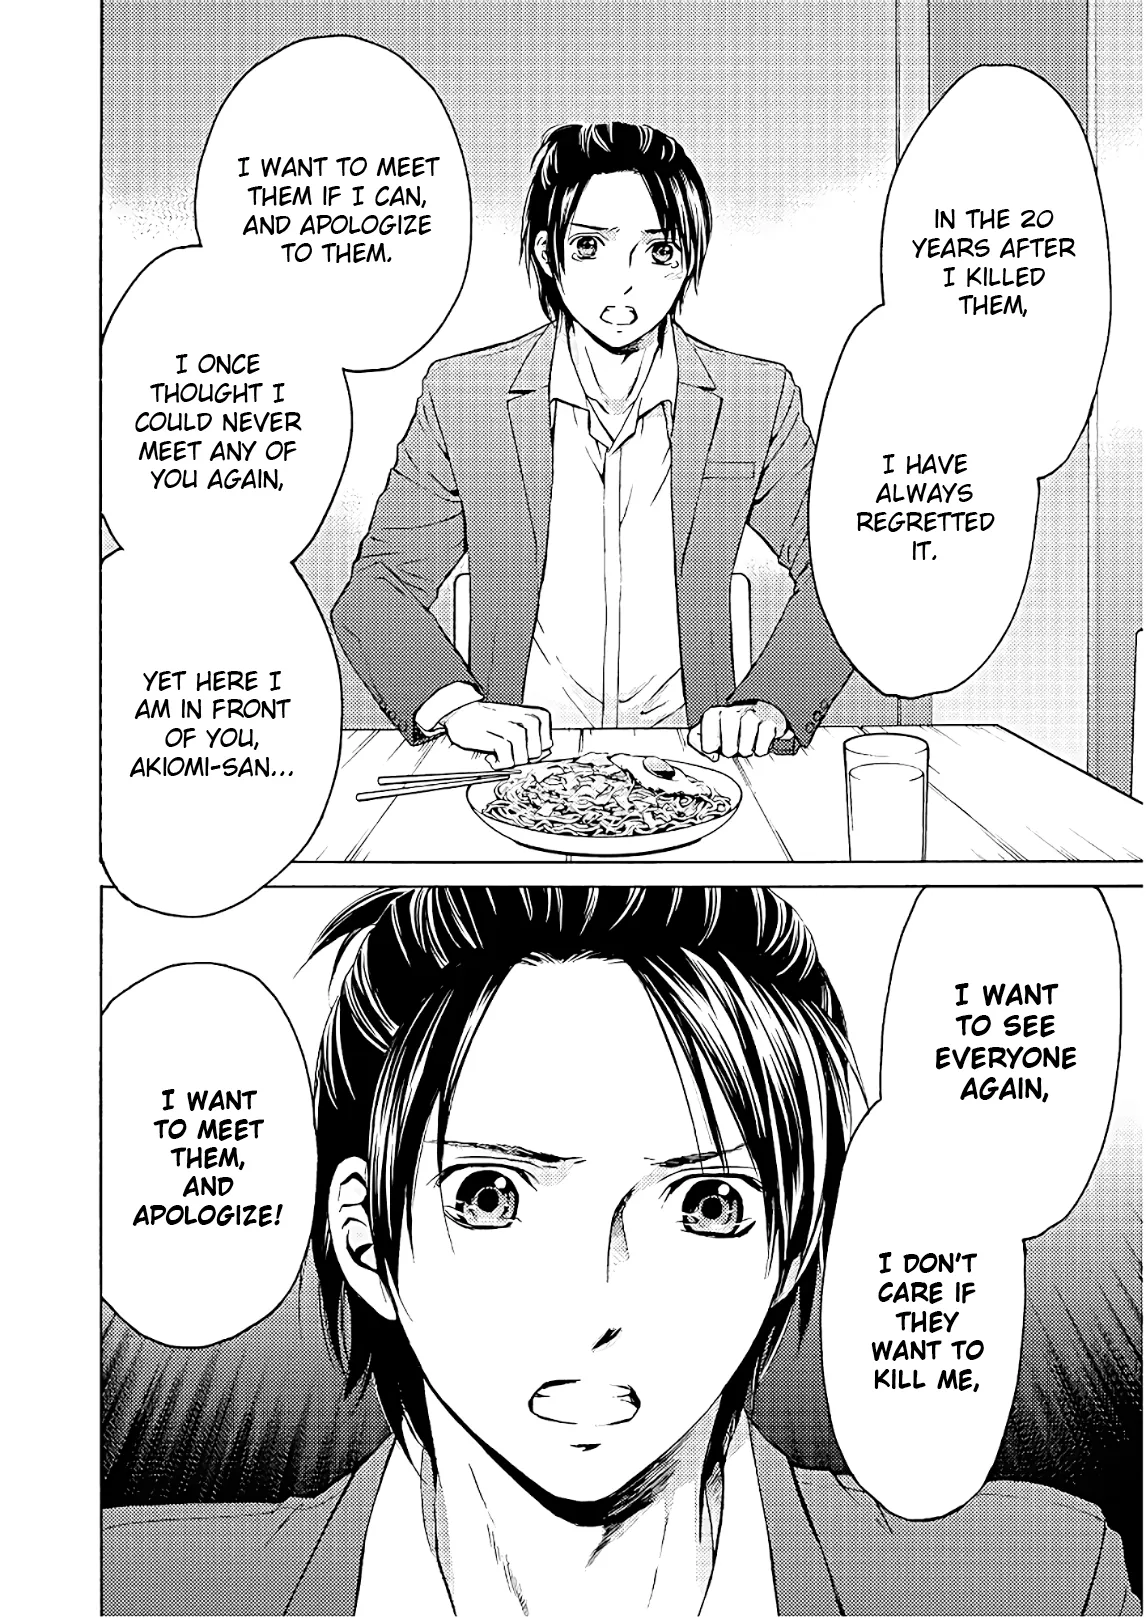 IN THE 20
YEARS AFTER
I KILLED
THEM,
I HAVE
ALWAYS
REGRETTED
IT.
I WANT TO MEET
THEM IF I CAN,
AND APOLOGIZE
TO THEM.
I ONCE
THOUGHT I
COULD NEVER
MEET ANY OF
YOU AGAIN,
YET HERE I
AM IN FRONT
OF YOU,
AKIOMI-SAN...
I WANT
TO SEE
EVERYONE
AGAIN,
I DON'T
CARE IF
THEY
WANT TO
KILL ME,
I WANT
TO MEET
THEM,
AND
APOLOGIZE!